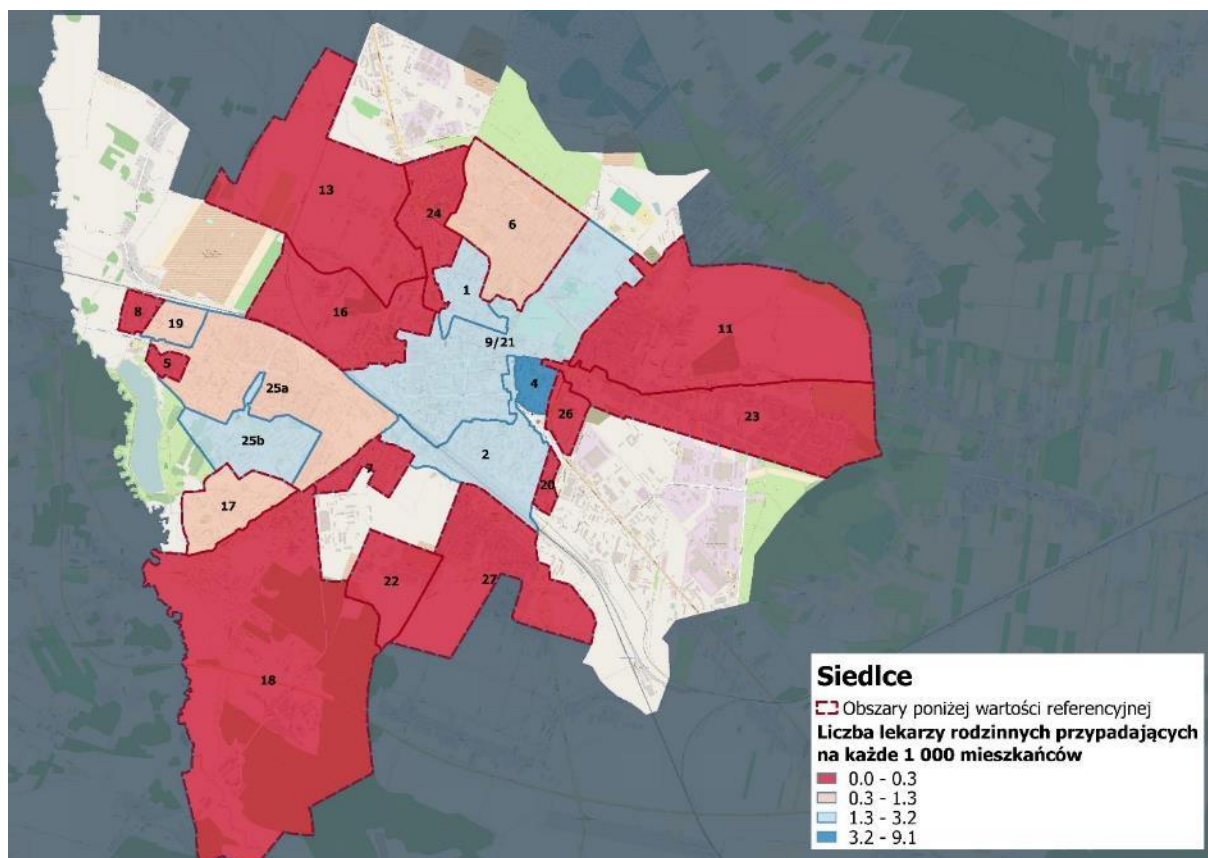 13
24
6
1
8
19
16
9/21
11
5
4
25a
26
23
25b
2
7
20
17
22
27
18
Siedlce
Obszary poniżej wartości referencyjnej
Liczba lekarzy rodzinnych przypadających
na każde 1 000 mieszkańców
0.0 - 0.3
0.3 - 1.3
1.3 - 3.2
3.2 - 9.1